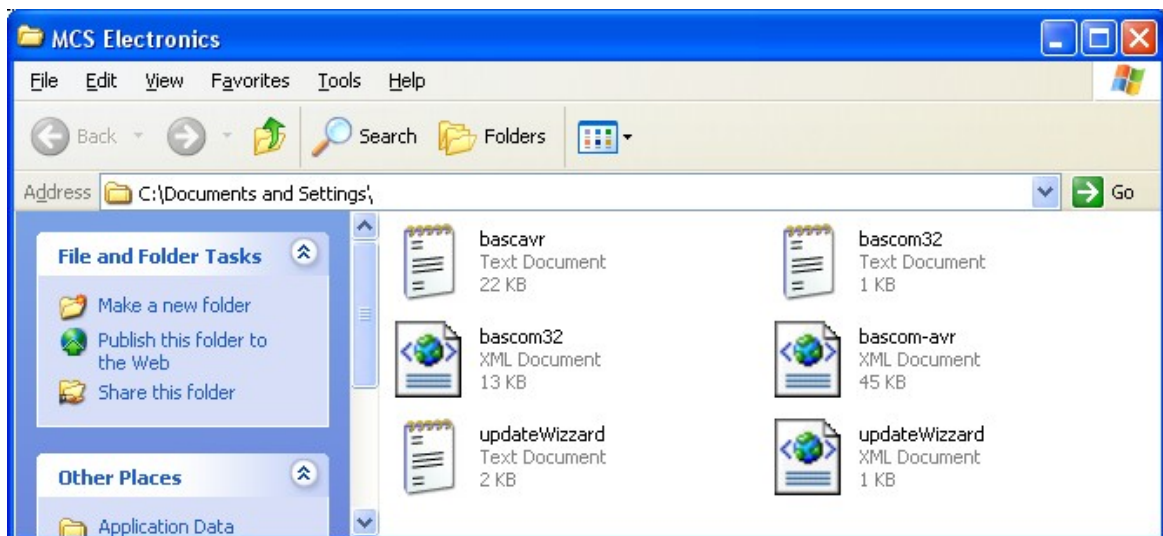 MCS Electronics
File Edit View Favorites Tools Help
Back Search Folders
Address C:\Documents and Settings\, Go
File and Folder Tasks
Make a new folder
Publish this folder to
the Web
Share this folder
Other Places
Application Data
bascavr
Text Document
22 KB
bascom32
Text Document
1 KB
bascom32
XML Document
13 KB
bascom-avr
XML Document
45 KB
updateWizzard
Text Document
2 KB
updateWizzard
XML Document
1 KB